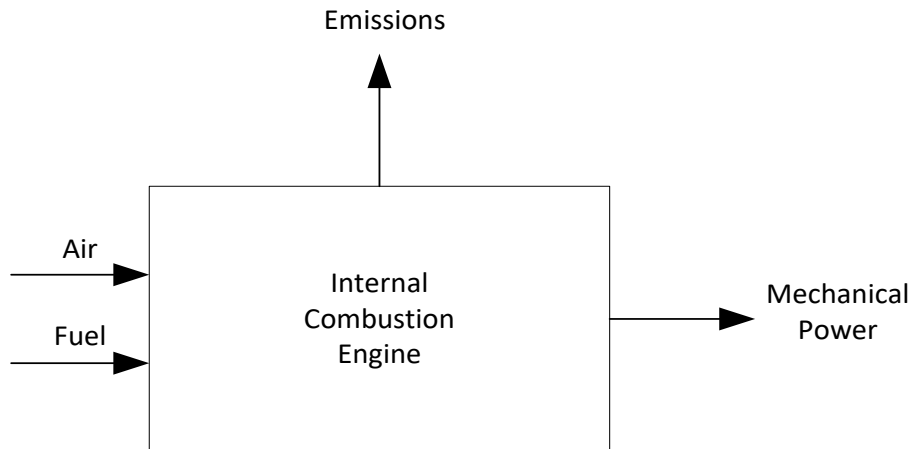 Emissions
Air
Fuel
Internal
Combustion
Engine
Mechanical
Power